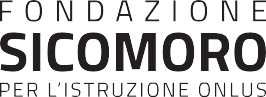 FONDAZIONE
SICOMORO
PER L'ISTRUZIONE ONLUS